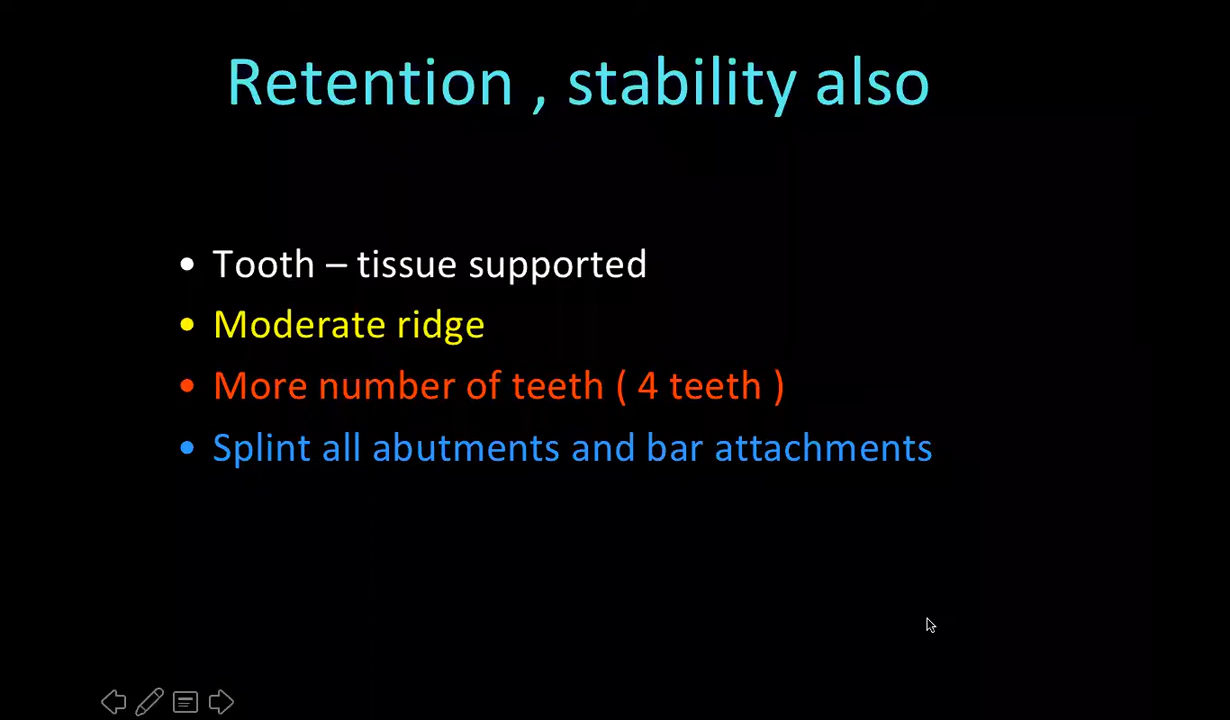 Retention , stability also
• Tooth – tissue supported
• Moderate ridge
• More number of teeth ( 4 teeth )
• Splint all abutments and bar attachments